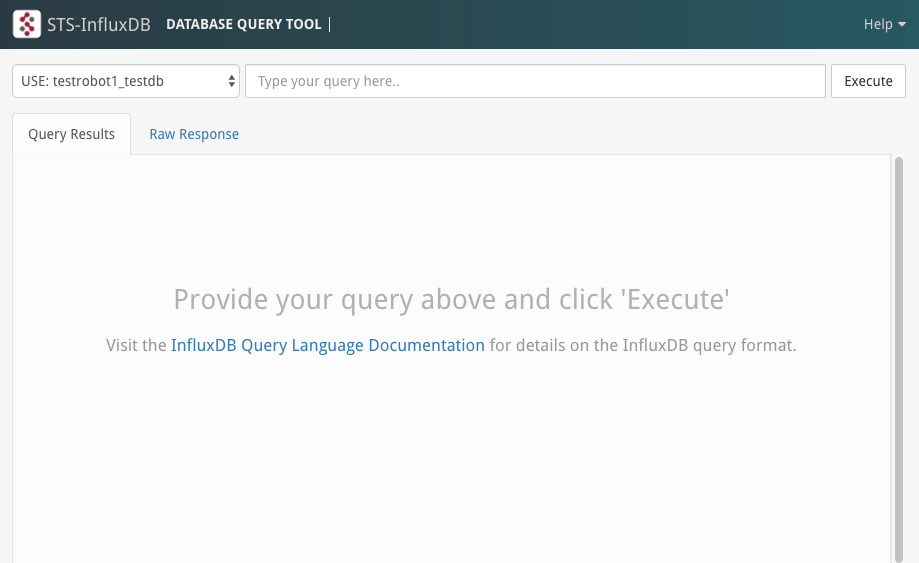 STS-InfluxDB DATABASE QUERY TOOL | Help
USE: testrobot1_testdb Type your query here.. Execute
Query Results Raw Response
Provide your query above and click 'Execute'
Visit the InfluxDB Query Language Documentation for details on the InfluxDB query format.